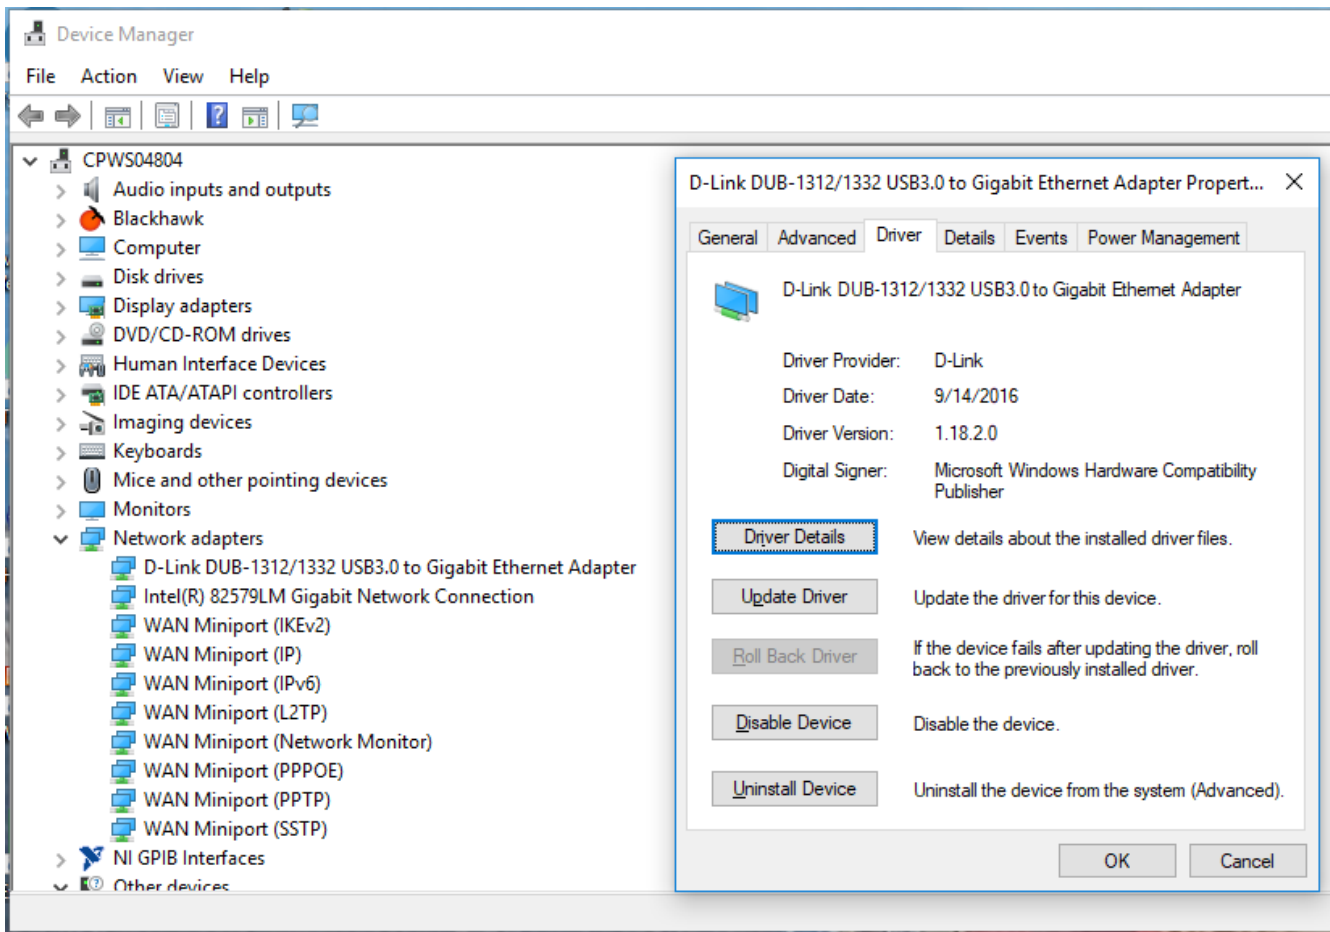 Device Manager
File Action View Help
CPWS04804
Audio inputs and outputs
Blackhawk
Computer
Disk drives
Display adapters
DVD/CD-ROM drives
Human Interface Devices
IDE ATA/ATAPI controllers
Imaging devices
Keyboards
Mice and other pointing devices
Monitors
Network adapters
D-Link DUB-1312/1332 USB3.0 to Gigabit Ethernet Adapter
Intel(R) 82579LM Gigabit Network Connection
WAN Miniport (IKEv2)
WAN Miniport (IP)
WAN Miniport (IPv6)
WAN Miniport (L2TP)
WAN Miniport (Network Monitor)
WAN Miniport (PPPOE)
WAN Miniport (PPTP)
WAN Miniport (SSTP)
NI GPIB Interfaces
Other devices
D-Link DUB-1312/1332 USB3.0 to Gigabit Ethernet Adapter Propert...
General Advanced Driver Details Events Power Management
D-Link DUB-1312/1332 USB3.0 to Gigabit Ethernet Adapter
Driver Provider: D-Link
Driver Date: 9/14/2016
Driver Version: 1.18.2.0
Digital Signer: Microsoft Windows Hardware Compatibility
Publisher
Driver Details View details about the installed driver files.
Update Driver Update the driver for this device.
Roll Back Driver If the device fails after updating the driver, roll
back to the previously installed driver.
Disable Device Disable the device.
Uninstall Device Uninstall the device from the system (Advanced).
OK Cancel